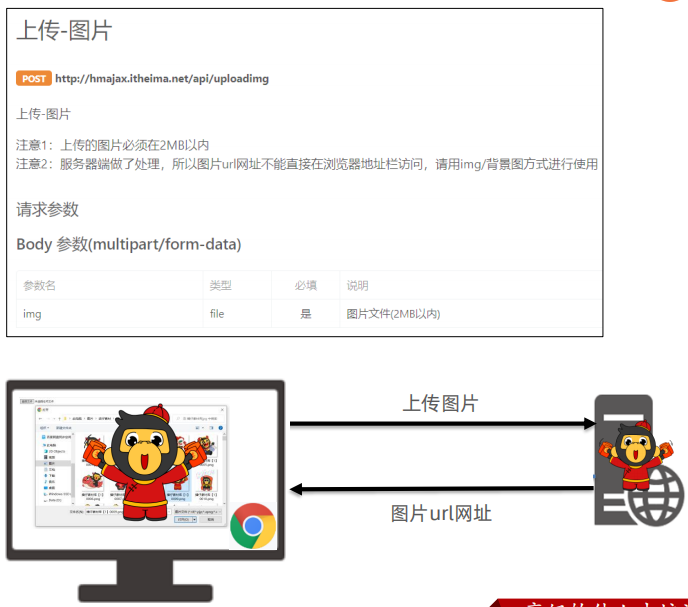 上传-图片
POST http://hmajax.itheima.net/api/uploadimg
上传-图片
注意1：上传的图片必须在2MB以内
注意2：服务器端做了处理，所以图片url网址不能直接在浏览器地址栏访问，请用img/背景图方式进行使用
请求参数
Body 参数(multipart/form-data)
参数名 类型 必填 说明
img file 是 图片文件(2MB以内)
上传图片
图片url网址